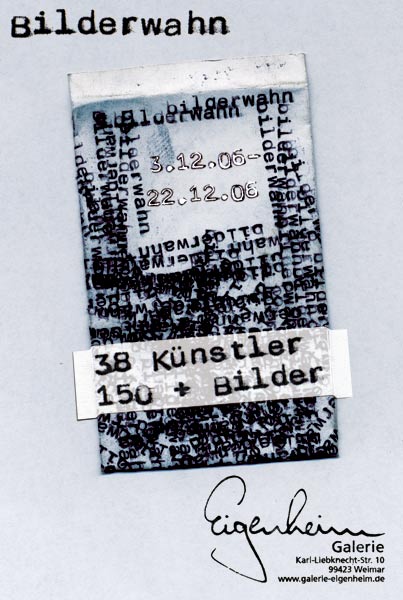 Bilderwahn
bilderwahn
bilderwahn
3.12.06-
22.12.06
38 Künstler
150 + Bilder
Eigenheim
Galerie
Karl-Liebknecht-Str. 10
99423 Weimar
www.galerie-eigenheim.de